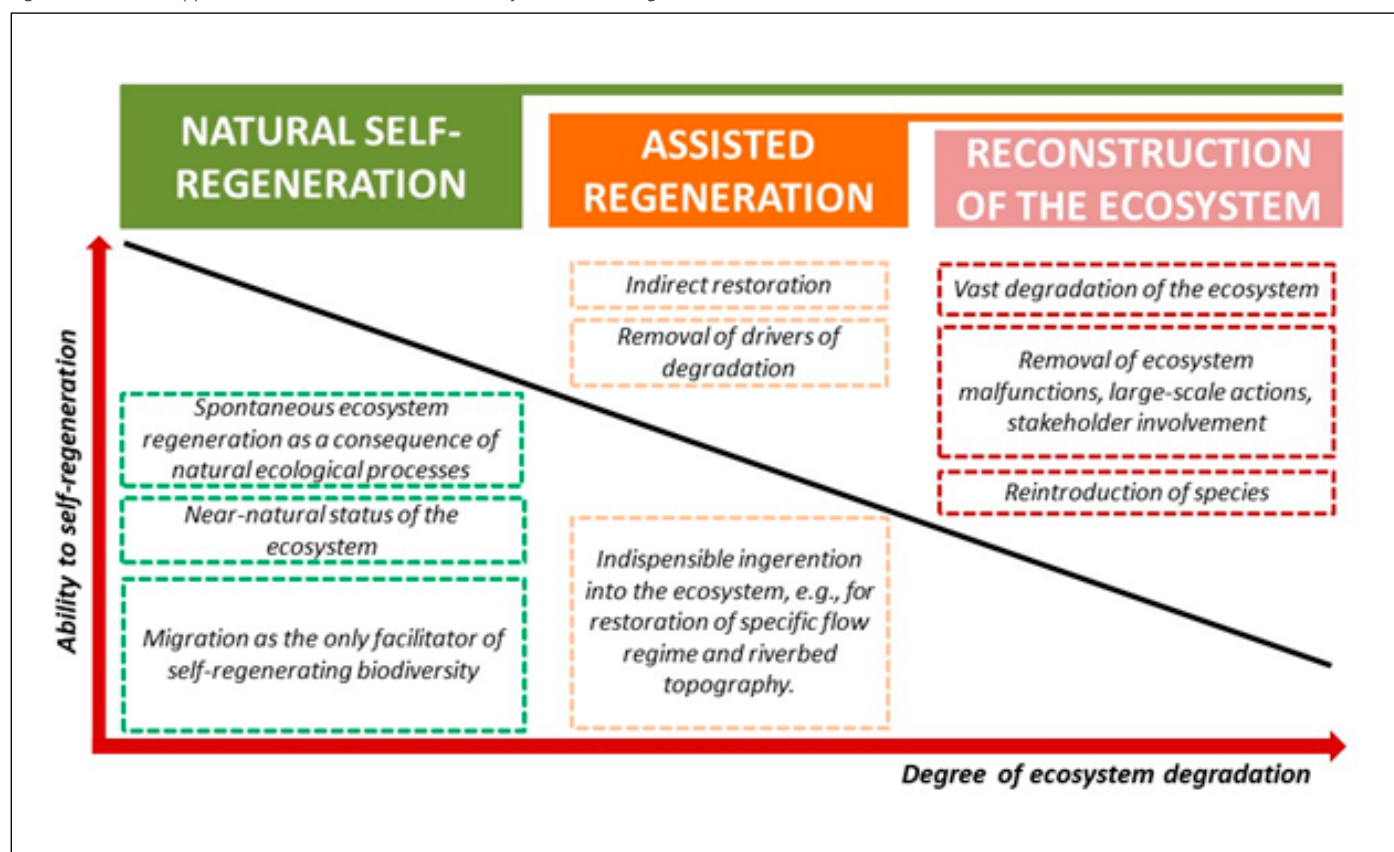 NATURAL SELF-
REGENERATION
ASSISTED
REGENERATION
RECONSTRUCTION
OF THE ECOSYSTEM
Ability to self-regeneration
Spontaneous ecosystem
regeneration as a consequence of
natural ecological processes
Near-natural status of the
ecosystem
Migration as the only facilitator of
self-regenerating biodiversity
Indirect restoration
Removal of drivers of
degradation
Indispensible ingerention
into the ecosystem, e.g., for
restoration of specific flow
regime and riverbed
topography.
Vast degradation of the ecosystem
Removal of ecosystem
malfunctions, large-scale actions,
stakeholder involvement
Reintroduction of species
Degree of ecosystem degradation